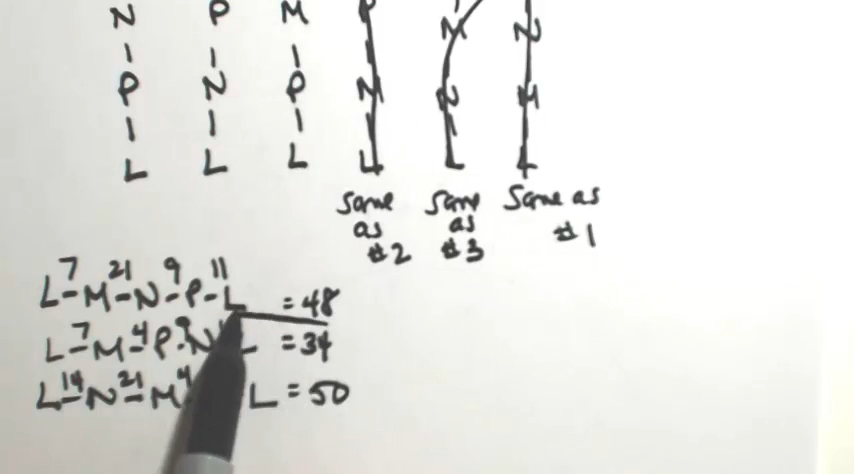 N P M P M
P N P N N M
L L L L L L
Same Same Same as
as as #1
#2 #3
7 21 9 11
L-M-N-P-L =48
7 4 9
L-M-P-N L =34
14 21 4
L-N-M L =50